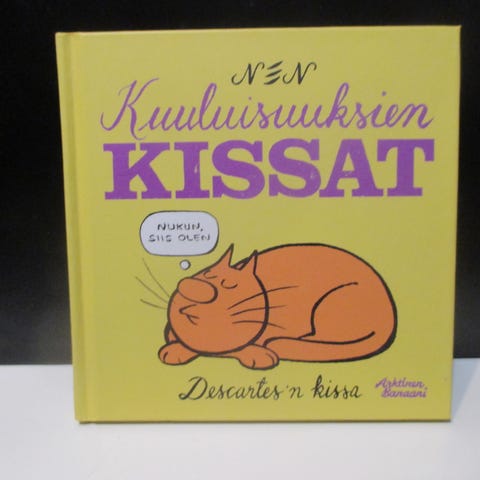 NEN
Kuuluisuuksien
KISSAT
NUKUN,
SIIS OLEN
Descartes'n kissa
Arktinen
Banaani